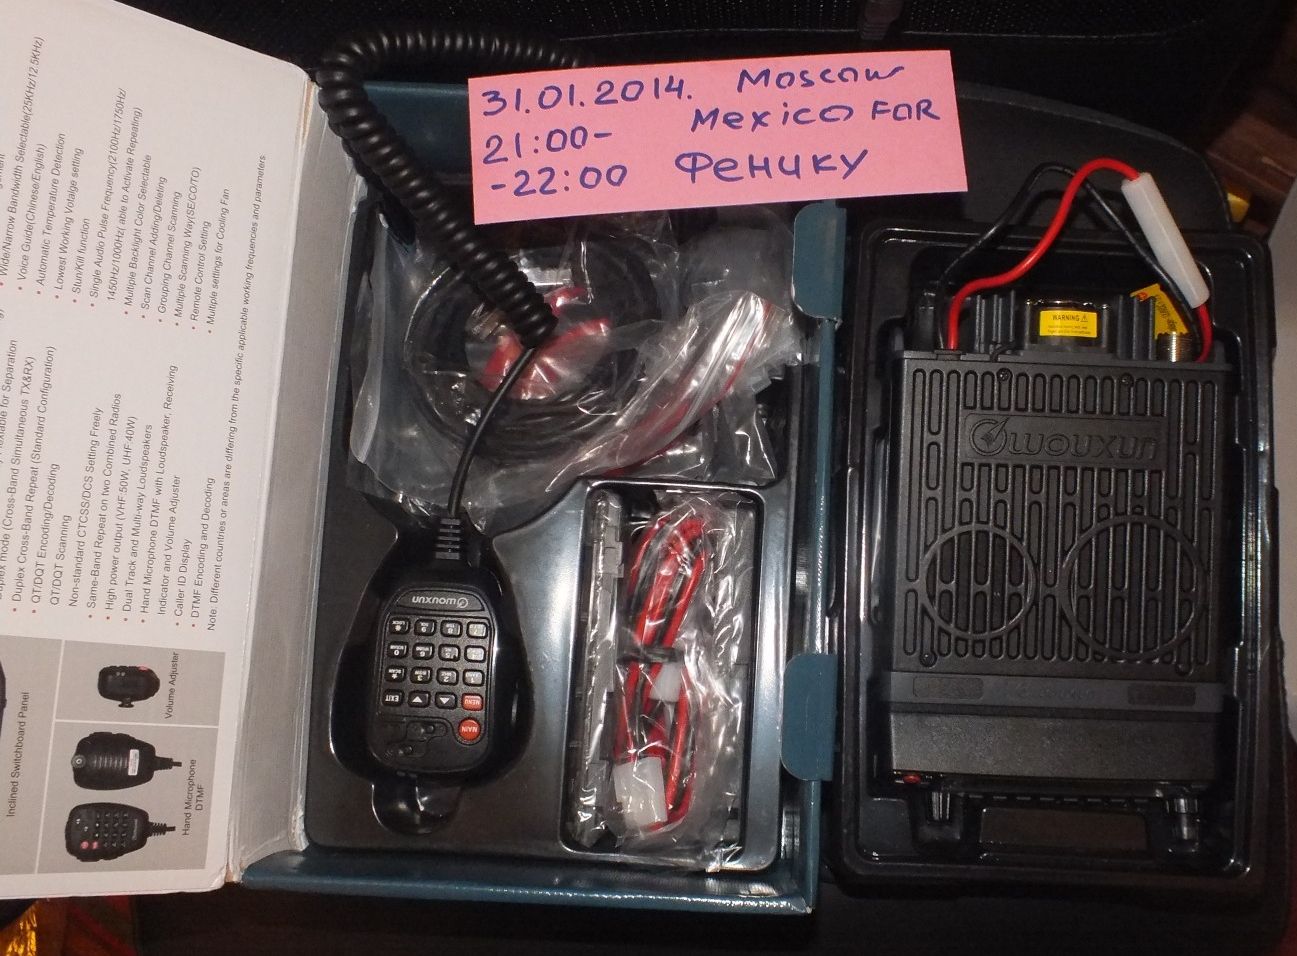 31.01.2014. Moscow
21:00- Mexico FOR
-22:00 Фенику
Wide/Narrow Bandwidth Selectable(25KHz/12.5KHz)
• Voice Guide(Chinese/English)
• Automatic Temperature Detection
• Lowest Working Votalge setting
• Stun/Kill function
• Single Audio Pulse Frequency(2100Hz/1750Hz/
1450Hz/1000Hz( able to Activate Repeating)
• Multiple Backlight Color Selectable
• Scan Channel Adding/Deleting
• Grouping Channel Scanning
• Multiple Scanning Way(SE/CO/TO)
• Remote Control Setting
• Multiple settings for Cooling Fan
for Separation
mode (Cross-Band Simultaneous TX&RX)
• Duplex Cross-Band Repeat (Standard Configuration)
• QT/DQT Encoding/Decoding
QT/DQT Scanning
Non-standard CTCSS/DCS Setting Freely
• Same-Band Repeat on two Combined Radios
• High power output (VHF:50W, UHF:40W)
• Dual Track and Multi-way Loudspeakers
• Hand Microphone DTMF with Loudspeaker, Receiving
Indicator and Volume Adjuster
• Caller ID Display
• DTMF Encoding and Decoding
Note: Different countries or areas are differing from the specific applicable working frequencies and parameters
Inclined Switchboard Panel
Volume Adjuster
Hand Microphone
DTMF
WOUXUN
EXIT
MENU
MAIN
WARNING
WOUXUN